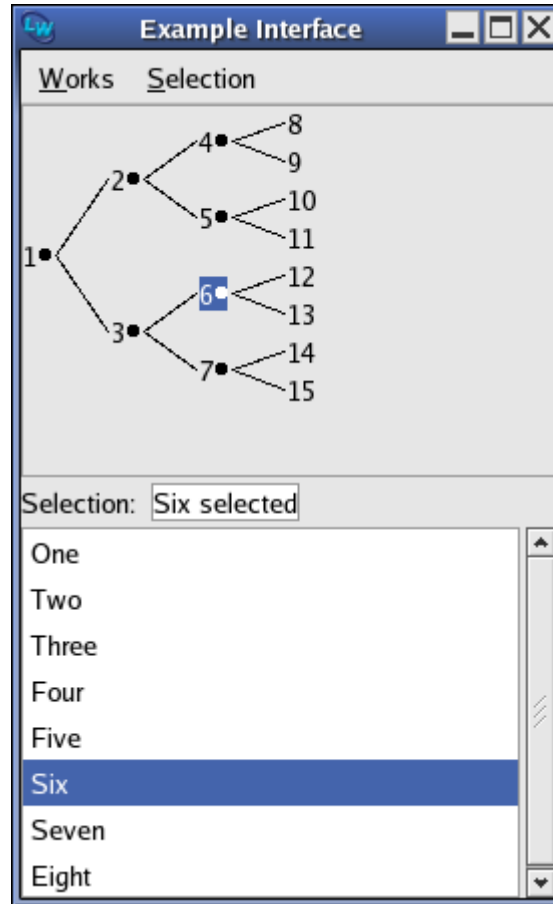 LW Example Interface
Works Selection
8
4
9
2
10
5
11
1
12
6
13
3
14
7
15
Selection: Six selected
One
Two
Three
Four
Five
Six
Seven
Eight